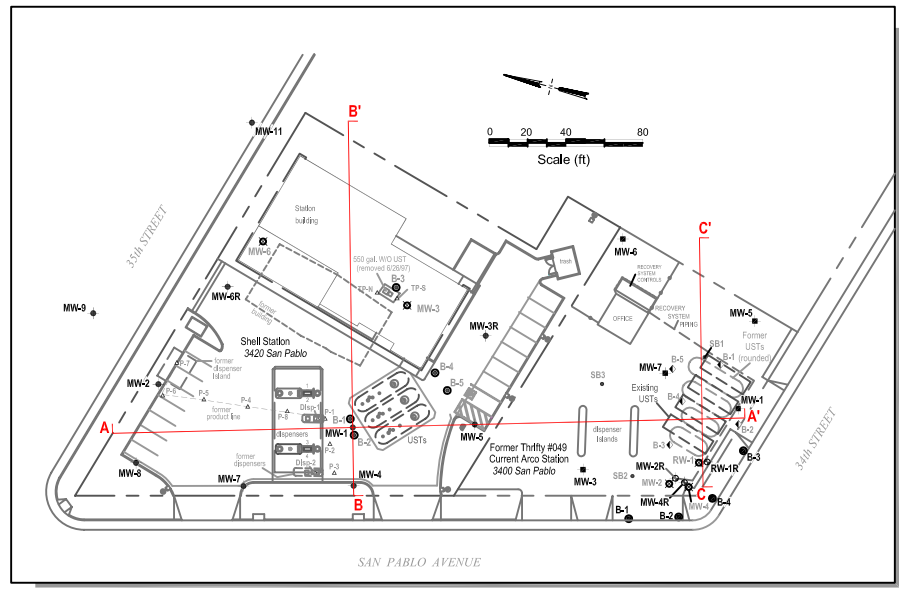 B'
0 20 40 80
Scale (ft)
MW-11
35th STREET
Station
building
C'
MW-6
MW-6
550 gal. W/O UST
(removed 6/26/97)
B-3
TP-N
TP-S
MW-3
trash
RECOVERY
SYSTEM
CONTROLS
MW-6R
former
building
MW-9
OFFICE
RECOVERY
SYSTEM
PIPING
MW-5
Former
USTs
(rounded)
MW-3R
Shell Station
3420 San Pablo
former
dispenser
Island
P-7
SB1
B-1
B-5
MW-7
B-4
B-5
SB3
Existing
USTs
MW-2
P-6
P-5
P-4
former
product line
P-8
Disp-1
P-1
B-4
MW-1
A'
A
MW-1
B-2
USTs
MW-5
dispenser
Islands
B-2
dispensers
P-2
B-3
Former Thrifty #049
Current Arco Station
3400 San Pablo
MW-8
former
dispensers
Disp-2
P-3
MW-7
MW-4
MW-3
SB2
MW-2R
MW-2
RW-1
RW-1R
B-3
34th STREET
B
C
MW-4R
MW-4
B-4
B-1
B-2
SAN PABLO AVENUE